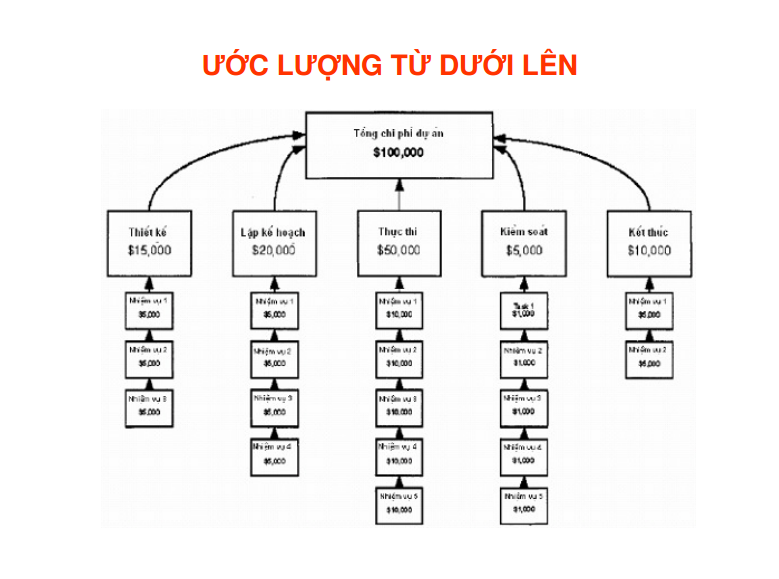 ƯỚC LƯỢNG TỪ DƯỚI LÊN
Tổng chi phí dự án
$100,000
Thiết kế
$15,000
Lập kế hoạch
$20,000
Thực thi
$50,000
Kiểm soát
$5,000
Kết thúc
$10,000
Nhiệm vụ 1
$5,000
Nhiệm vụ 2
$5,000
Nhiệm vụ 3
$5,000
Nhiệm vụ 1
$5,000
Nhiệm vụ 2
$5,000
Nhiệm vụ 3
$5,000
Nhiệm vụ 4
$5,000
Nhiệm vụ 1
$10,000
Nhiệm vụ 2
$10,000
Nhiệm vụ 3
$10,000
Nhiệm vụ 4
$10,000
Nhiệm vụ 5
$10,000
Task 1
$1,000
Nhiệm vụ 2
$1,000
Nhiệm vụ 3
$1,000
Nhiệm vụ 4
$1,000
Nhiệm vụ 5
$1,000
Nhiệm vụ 1
$5,000
Nhiệm vụ 2
$5,000